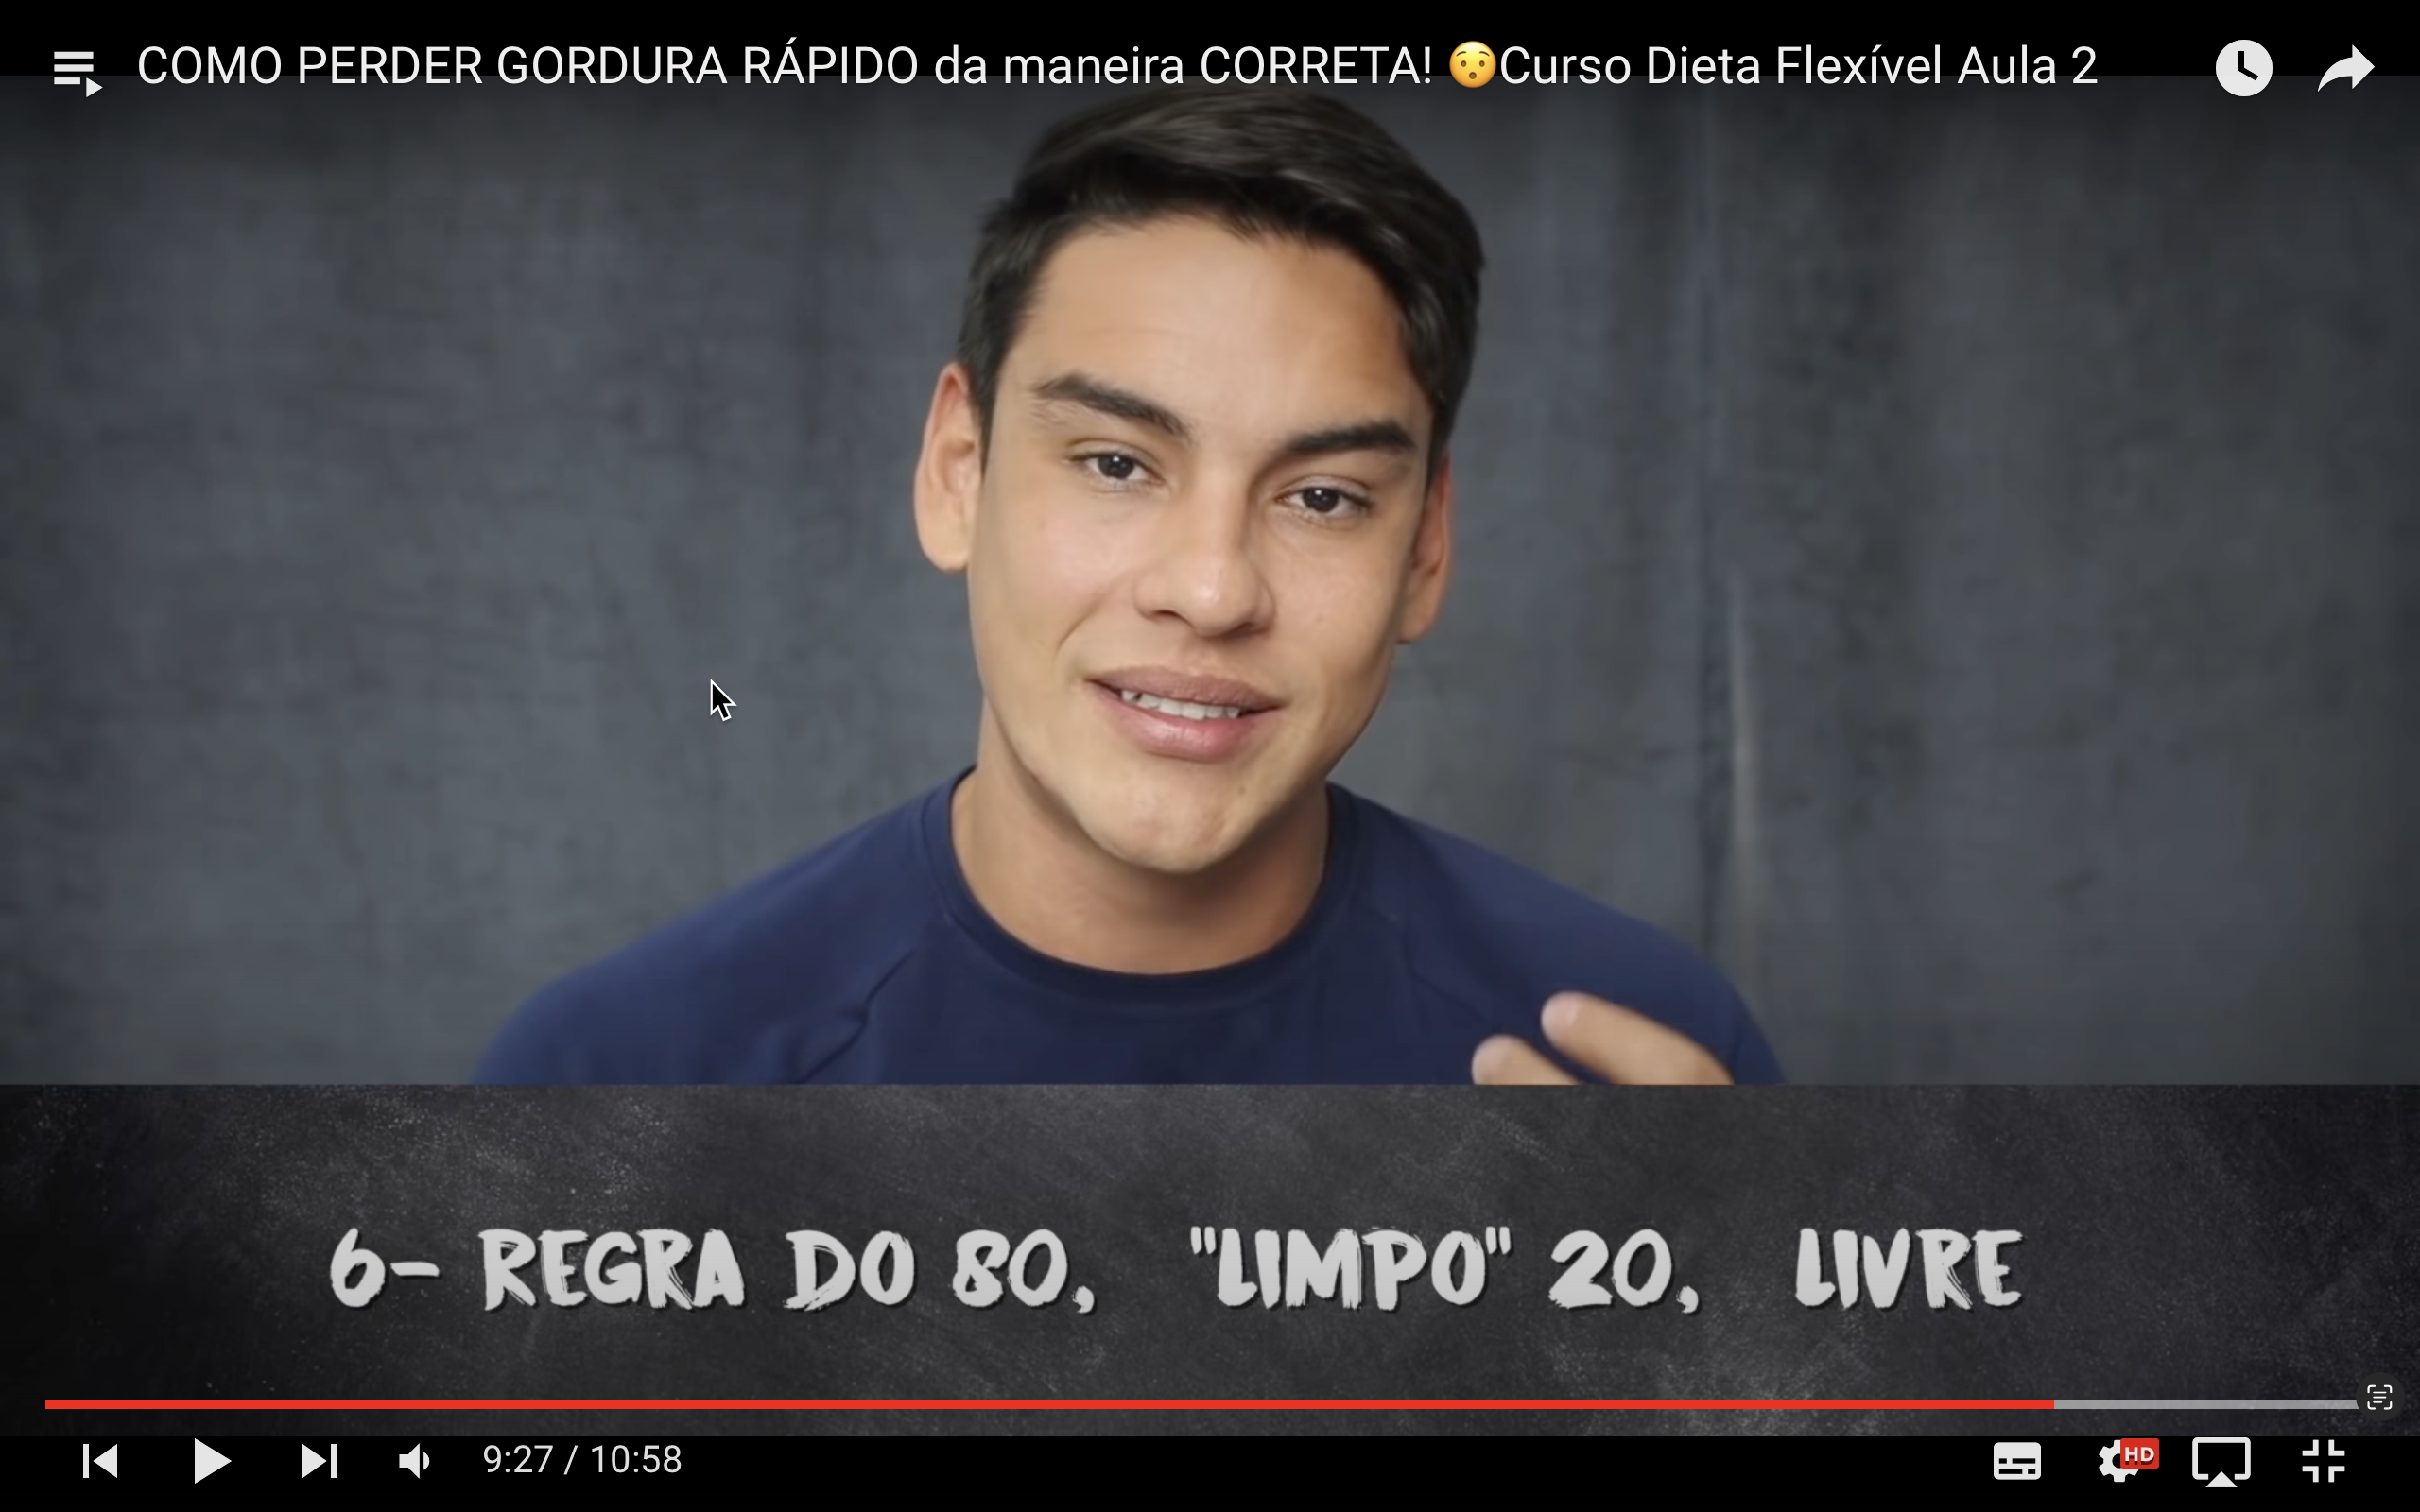 COMO PERDER GORDURA RÁPIDO da maneira CORRETA! 😯Curso Dieta Flexível Aula 2
6- REGRA DO 80, "LIMPO" 20, LIVRE
9:27 / 10:58
HD